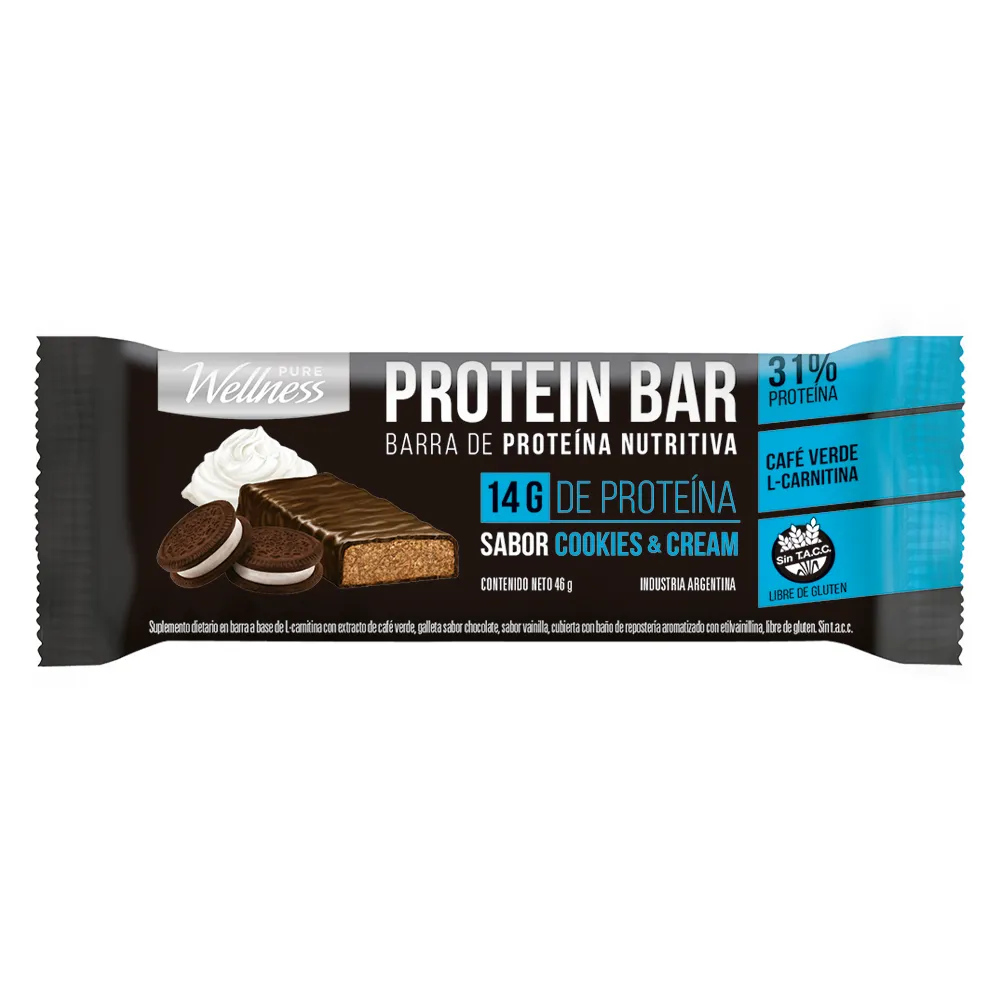 PURE
Wellness
PROTEIN BAR
BARRA DE PROTEÍNA NUTRITIVA
14 G DE PROTEÍNA
SABOR COOKIES & CREAM
CONTENIDO NETO 46 g
INDUSTRIA ARGENTINA
31%
PROTEÍNA
CAFÉ VERDE
L-CARNITINA
Sin T.A.C.C.
LIBRE DE GLUTEN
Suplemento dietario en barra a base de L-carnitina con extracto de café verde, galleta sabor chocolate, sabor vainilla, cubierta con baño de reposteria aromatizado con etilvainillina, libre de gluten. Sin t.a.c.c.